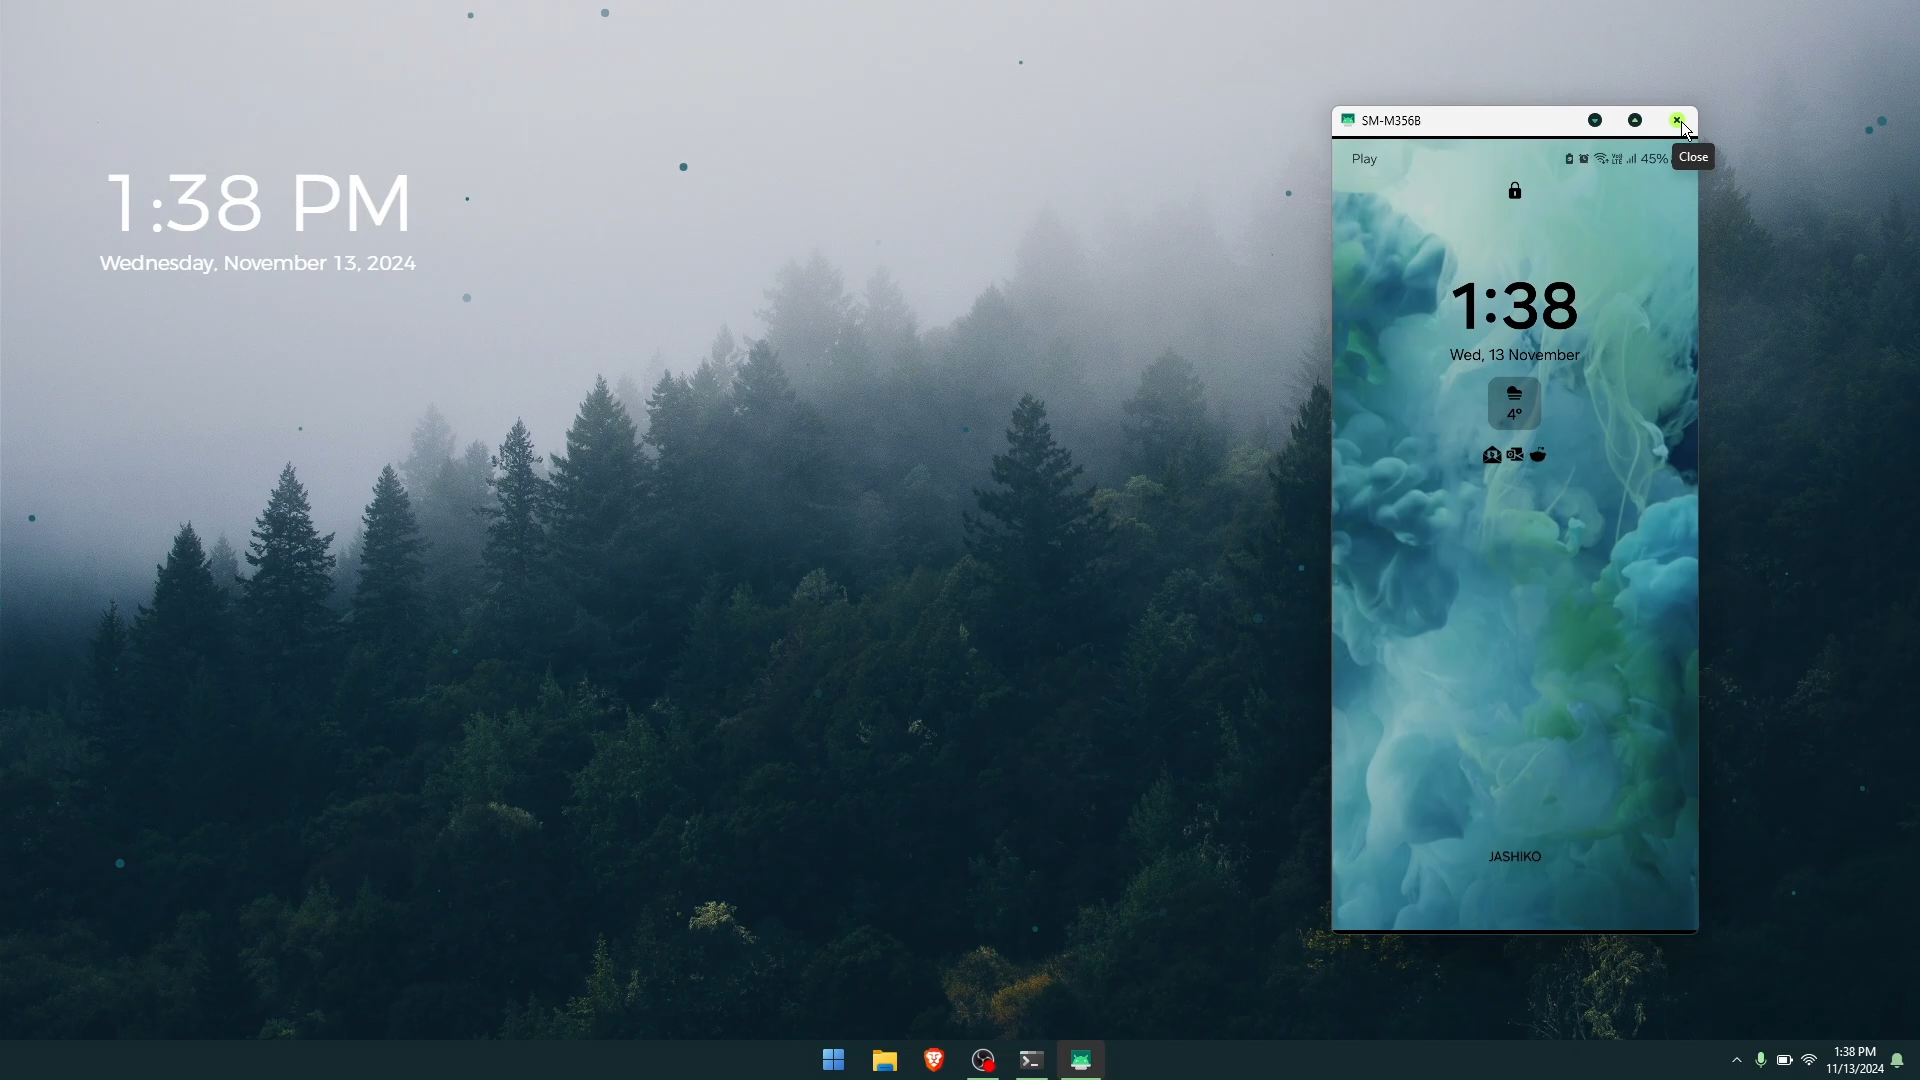 1:38 PM
Wednesday, November 13, 2024
SM-M356B
Play
45%
Close
1:38
Wed, 13 November
4°
JASHIKO
1:38 PM
11/13/2024